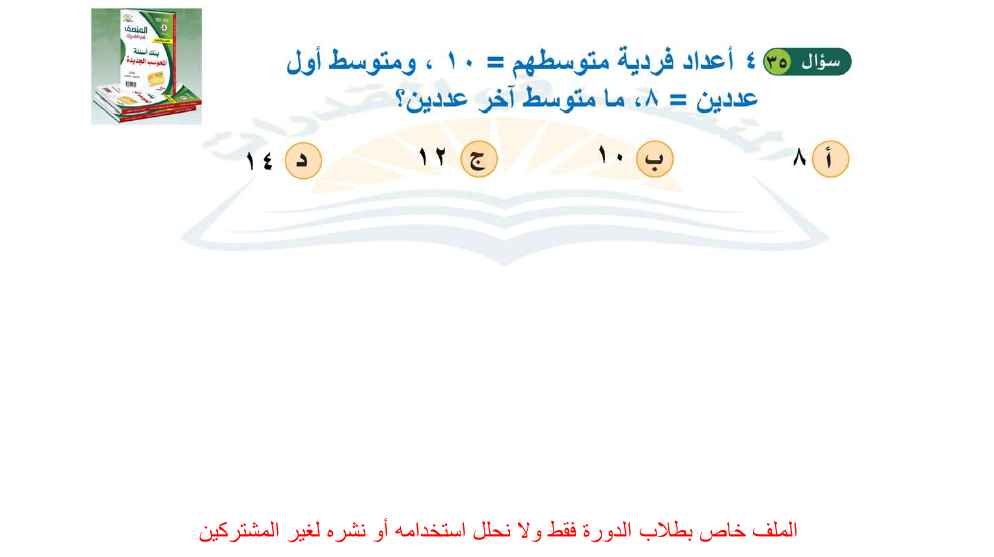 المنصف
بنك أسئلة
المحوسب الجديدة
سؤال ٣٥ ٤ أعداد فردية متوسطهم = ١٠ ، ومتوسط أول
عددين = ٨، ما متوسط آخر عددين؟
أ ٨ ب ١٠ ج ١٢ د ١٤
الملف خاص بطلاب الدورة فقط ولا نحلل استخدامه أو نشره لغير المشتركين